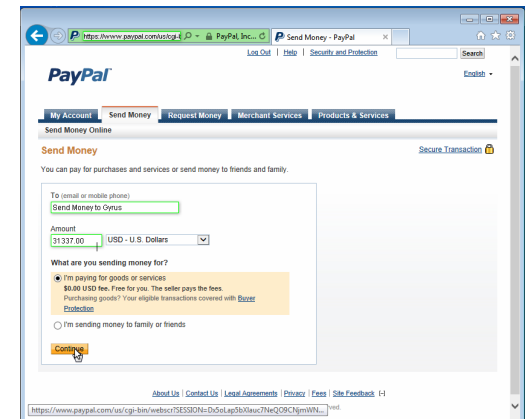 https://www.paypal.com/us/cgi-b
PayPal, Inc...
Send Money - PayPal
Log Out | Help | Security and Protection
Search
PayPal
English
My Account Send Money Request Money Merchant Services Products & Services
Send Money Online
Send Money
Secure Transaction
You can pay for purchases and services or send money to friends and family.
To (email or mobile phone)
Send Money to Gyrus
Amount
31337.00 USD - U.S. Dollars
What are you sending money for?
I'm paying for goods or services
$0.00 USD fee. Free for you. The seller pays the fees.
Purchasing goods? Your eligible transactions covered with Buyer
Protection
I'm sending money to family or friends
Continue
About Us | Contact Us | Legal Agreements | Privacy | Fees | Site Feedback [-]
https://www.paypal.com/us/cgi-bin/webscr?SESSION=Dx5oLap5bXlauc7NeQO9CNjmWN...